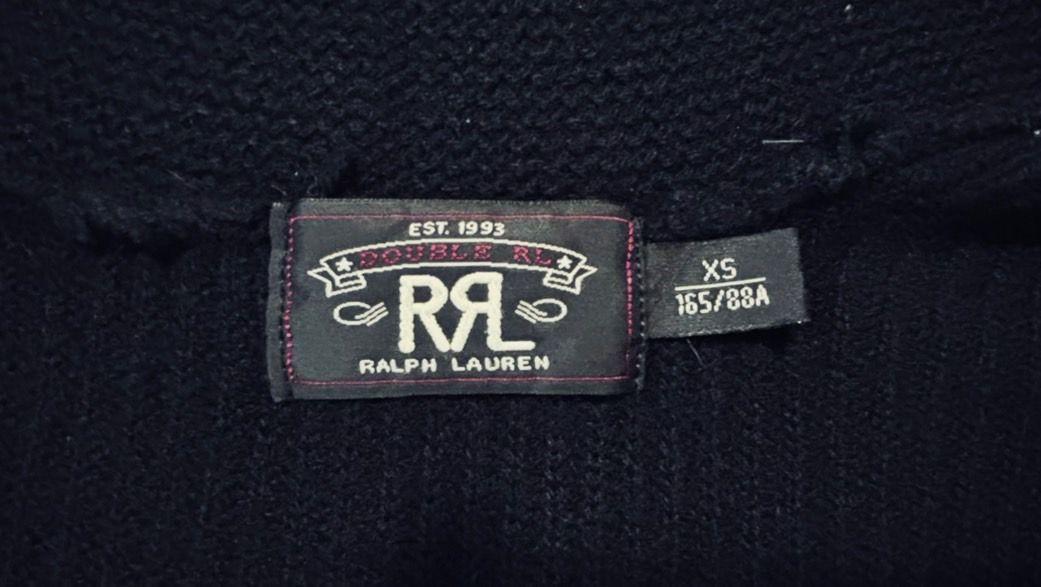 EST. 1993
DOUBLE RL
RRL
RALPH LAUREN
XS
165/88A